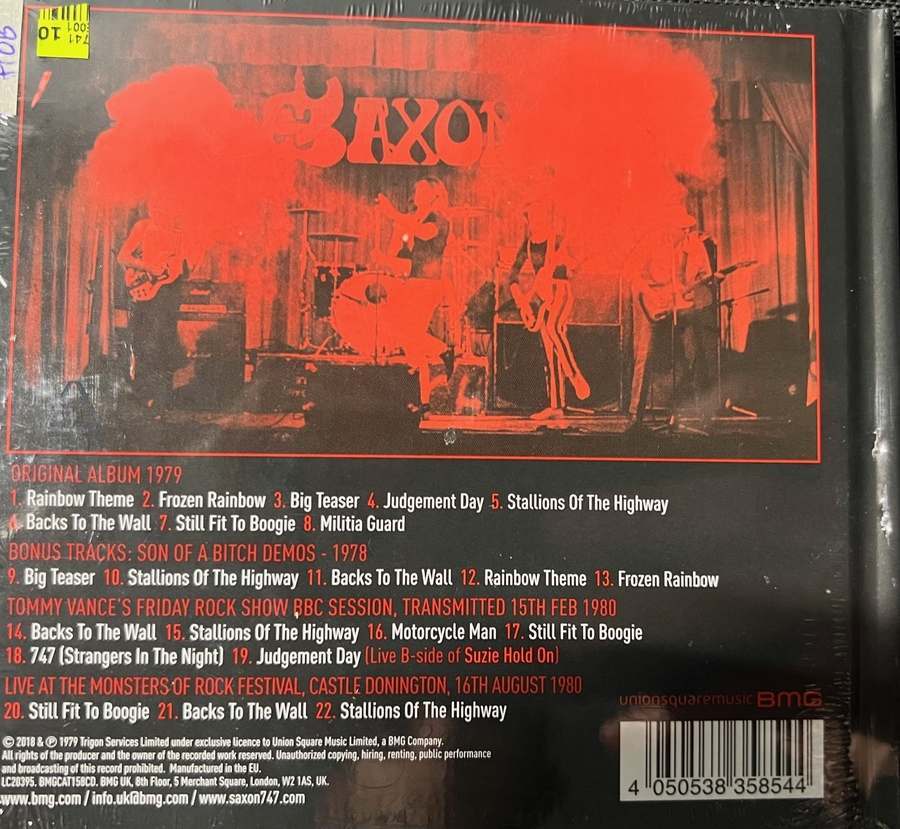 10
741
E001
SAXON
ORIGINAL ALBUM 1979
1. Rainbow Theme 2. Frozen Rainbow 3. Big Teaser 4. Judgement Day 5. Stallions Of The Highway
6. Backs To The Wall 7. Still Fit To Boogie 8. Militia Guard
BONUS TRACKS: SON OF A BITCH DEMOS - 1978
9. Big Teaser 10. Stallions Of The Highway 11. Backs To The Wall 12. Rainbow Theme 13. Frozen Rainbow
TOMMY VANCE'S FRIDAY ROCK SHOW BBC SESSION, TRANSMITTED 15TH FEB 1980
14. Backs To The Wall 15. Stallions Of The Highway 16. Motorcycle Man 17. Still Fit To Boogie
18. 747 (Strangers In The Night) 19. Judgement Day (Live B-side of Suzie Hold On)
LIVE AT THE MONSTERS OF ROCK FESTIVAL, CASTLE DONINGTON, 16TH AUGUST 1980
20. Still Fit To Boogie 21. Backs To The Wall 22. Stallions Of The Highway
unionsquaremusic BMG
© 2018 & ℗ 1979 Trigon Services Limited under exclusive licence to Union Square Music Limited, a BMG Company.
All rights of the producer and the owner of the recorded work reserved. Unauthorized copying, hiring, renting, public performance
and broadcasting of this record prohibited. Manufactured in the EU.
LC28395. BMGCAT158CD. BMG UK, 8th Floor, 5 Merchant Square, London, W2 1AS, UK.
www.bmg.com / info.uk@bmg.com / www.saxon747.com
4 050538 358544